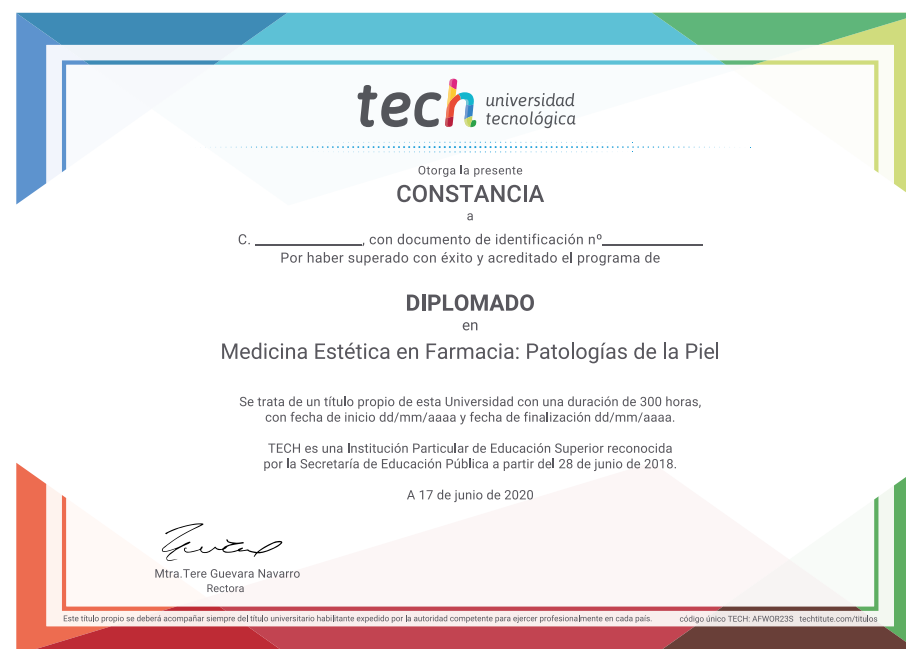 tech universidad
tecnológica
Otorga la presente
CONSTANCIA
a
C. ______________, con documento de identificación nº_____________
Por haber superado con éxito y acreditado el programa de
DIPLOMADO
en
Medicina Estética en Farmacia: Patologías de la Piel
Se trata de un título propio de esta Universidad con una duración de 300 horas,
con fecha de inicio dd/mm/aaaa y fecha de finalización dd/mm/aaaa.
TECH es una Institución Particular de Educación Superior reconocida
por la Secretaría de Educación Pública a partir del 28 de junio de 2018.
A 17 de junio de 2020
Mtra.Tere Guevara Navarro
Rectora
Este título propio se deberá acompañar siempre del título universitario habilitante expedido por la autoridad competente para ejercer profesionalmente en cada país. código único TECH: AFWOR23S techtitute.com/titulos